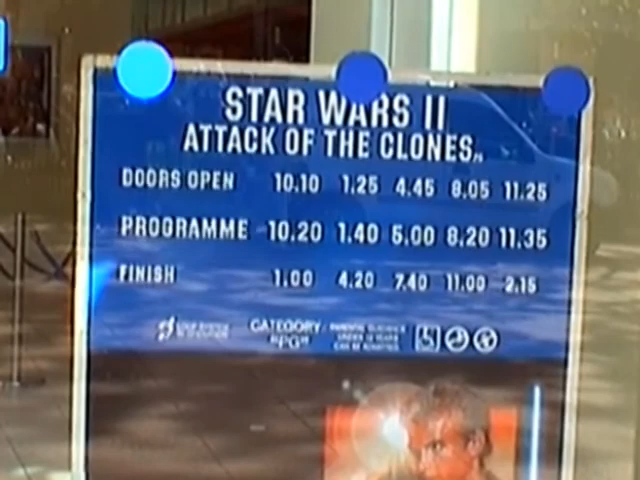 STAR WARS II
ATTACK OF THE CLONES
DOORS OPEN 10.10 1.25 4.45 8.05 11.25
PROGRAMME 10.20 1.40 5.00 8.20 11.35
FINISH 1.00 4.20 7.40 11.00 2.15
CATEGORY
"PG"